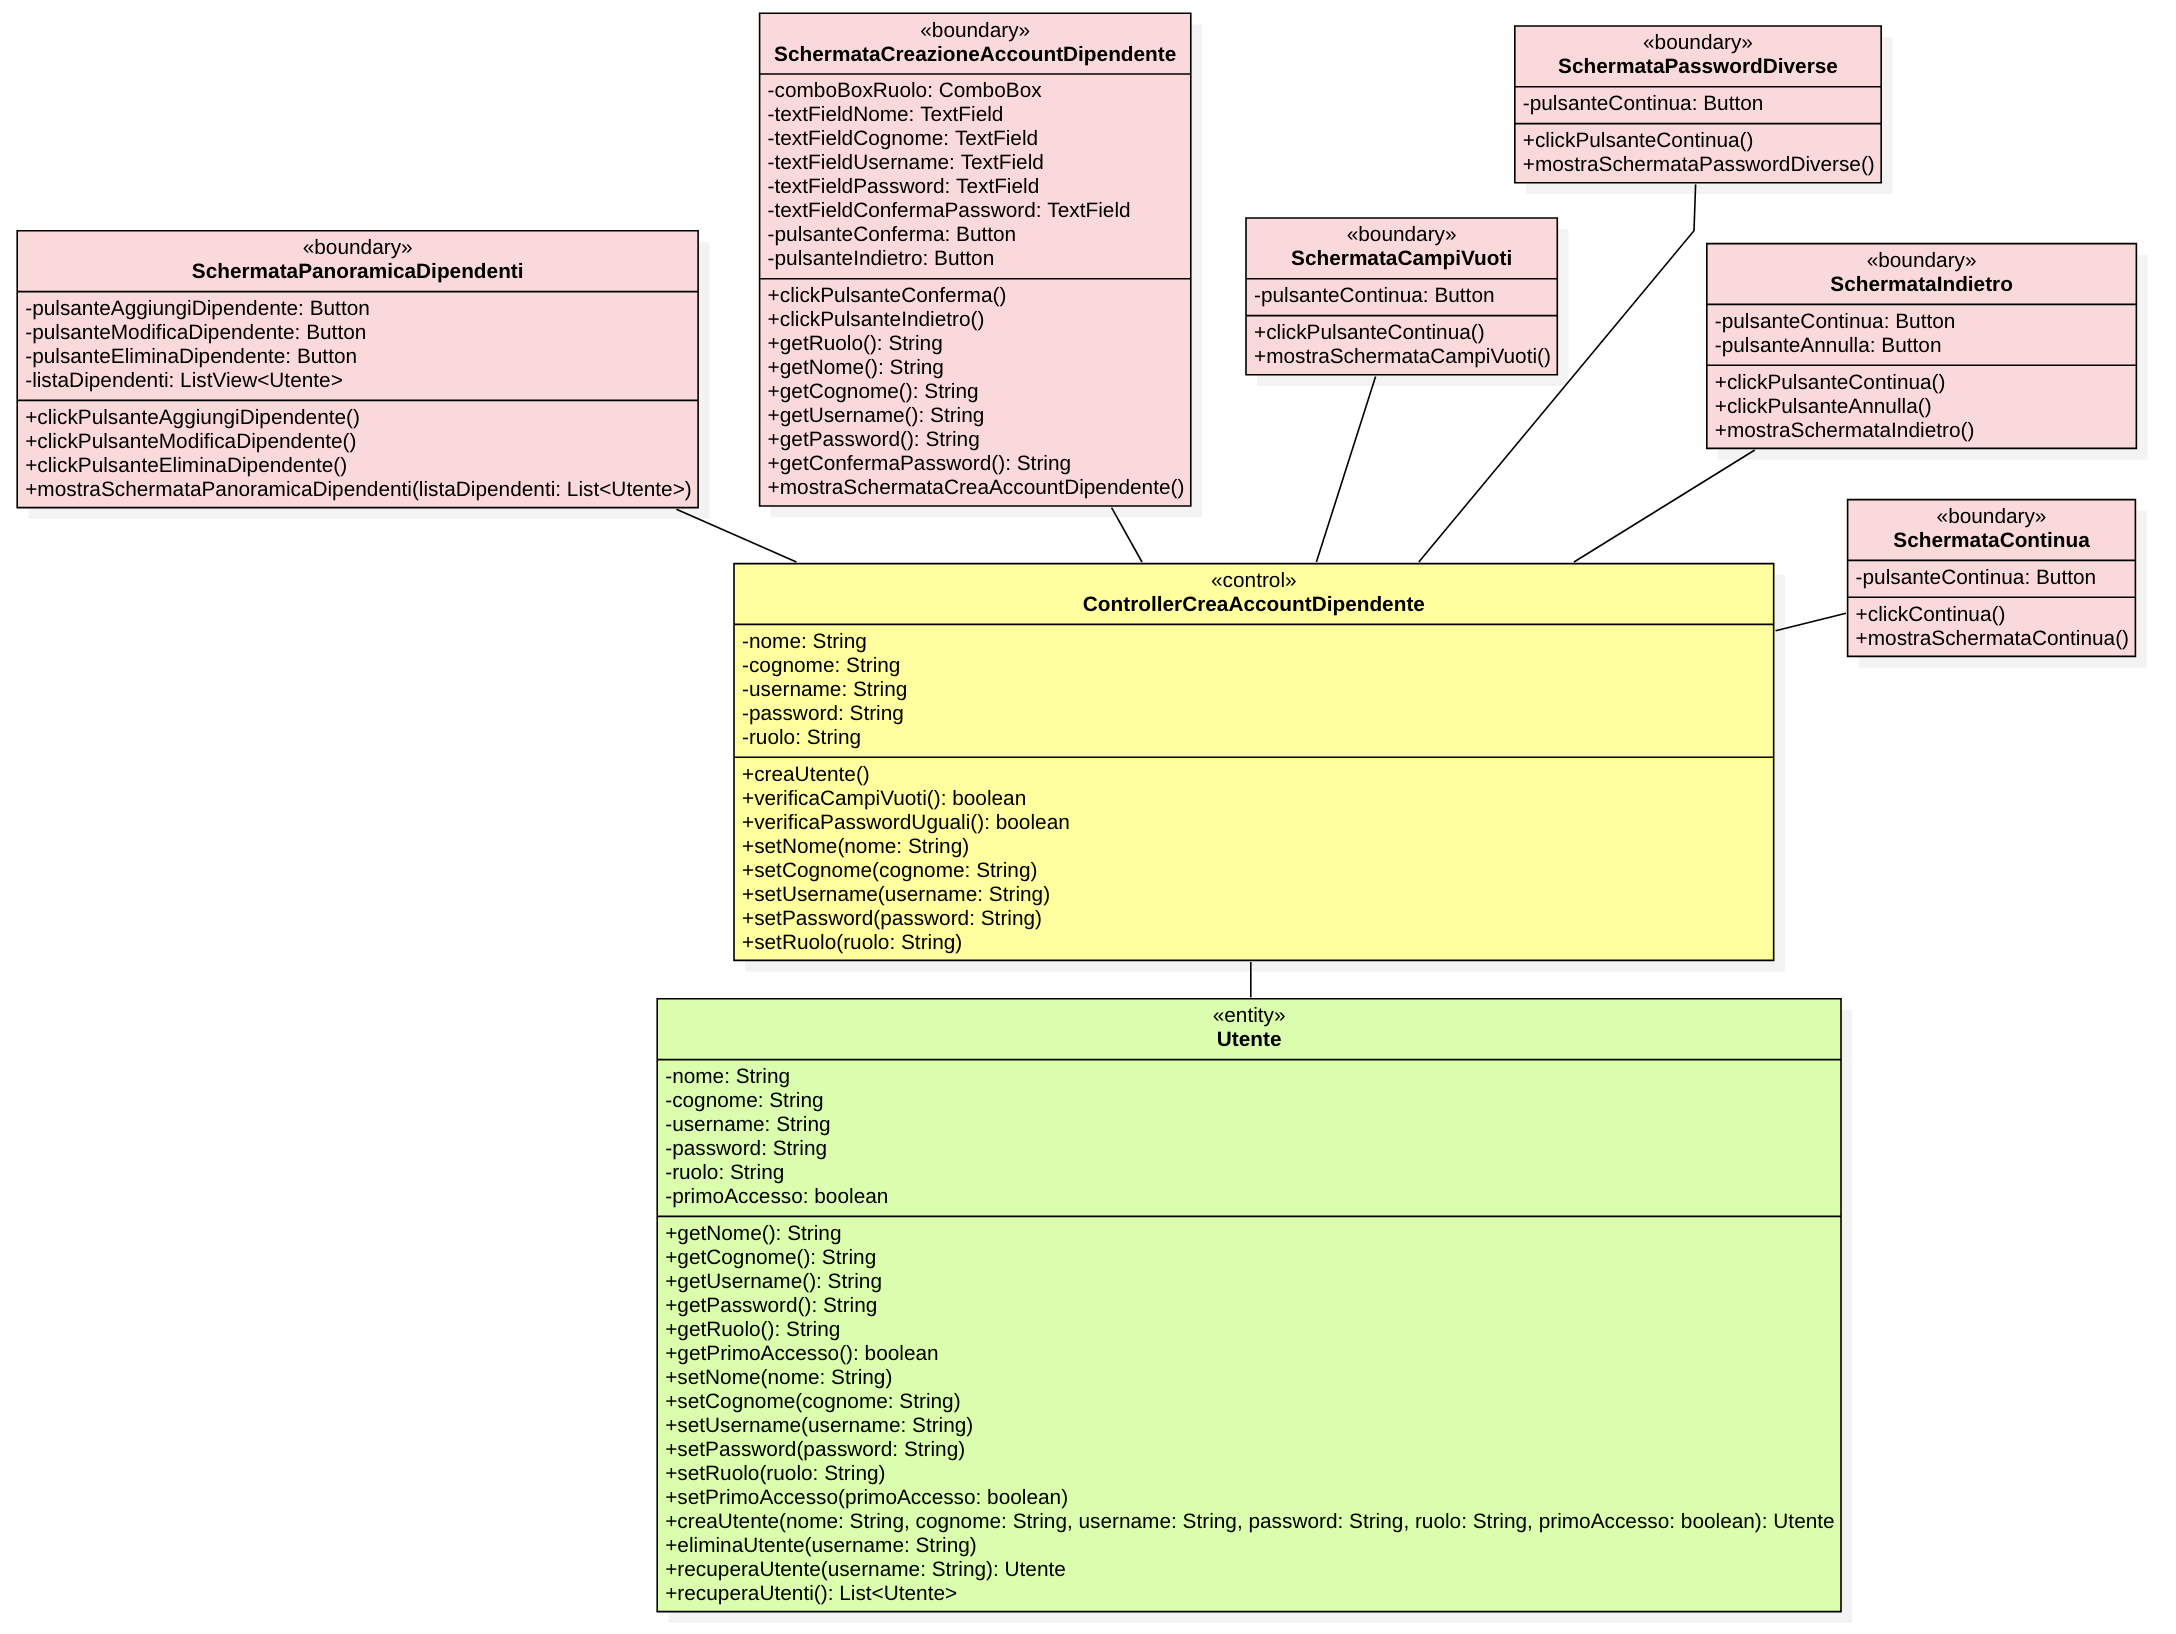 «boundary»
SchermataCreazioneAccountDipendente
-comboBoxRuolo: ComboBox
-textFieldNome: TextField
-textFieldCognome: TextField
-textFieldUsername: TextField
-textFieldPassword: TextField
-textFieldConfermaPassword: TextField
-pulsanteConferma: Button
-pulsanteIndietro: Button
+clickPulsanteConferma()
+clickPulsanteIndietro()
+getRuolo(): String
+getNome(): String
+getCognome(): String
+getUsername(): String
+getPassword(): String
+getConfermaPassword(): String
+mostraSchermataCreaAccountDipendente()
«boundary»
SchermataPasswordDiverse
-pulsanteContinua: Button
+clickPulsanteContinua()
+mostraSchermataPasswordDiverse()
«boundary»
SchermataPanoramicaDipendenti
-pulsanteAggiungiDipendente: Button
-pulsanteModificaDipendente: Button
-pulsanteEliminaDipendente: Button
-listaDipendenti: ListView<Utente>
+clickPulsanteAggiungiDipendente()
+clickPulsanteModificaDipendente()
+clickPulsanteEliminaDipendente()
+mostraSchermataPanoramicaDipendenti(listaDipendenti: List<Utente>)
«boundary»
SchermataCampiVuoti
-pulsanteContinua: Button
+clickPulsanteContinua()
+mostraSchermataCampiVuoti()
«boundary»
SchermataIndietro
-pulsanteContinua: Button
-pulsanteAnnulla: Button
+clickPulsanteContinua()
+clickPulsanteAnnulla()
+mostraSchermataIndietro()
«boundary»
SchermataContinua
-pulsanteContinua: Button
+clickContinua()
+mostraSchermataContinua()
«control»
ControllerCreaAccountDipendente
-nome: String
-cognome: String
-username: String
-password: String
-ruolo: String
+creaUtente()
+verificaCampiVuoti(): boolean
+verificaPasswordUguali(): boolean
+setNome(nome: String)
+setCognome(cognome: String)
+setUsername(username: String)
+setPassword(password: String)
+setRuolo(ruolo: String)
«entity»
Utente
-nome: String
-cognome: String
-username: String
-password: String
-ruolo: String
-primoAccesso: boolean
+getNome(): String
+getCognome(): String
+getUsername(): String
+getPassword(): String
+getRuolo(): String
+getPrimoAccesso(): boolean
+setNome(nome: String)
+setCognome(cognome: String)
+setUsername(username: String)
+setPassword(password: String)
+setRuolo(ruolo: String)
+setPrimoAccesso(primoAccesso: boolean)
+creaUtente(nome: String, cognome: String, username: String, password: String, ruolo: String, primoAccesso: boolean): Utente
+eliminaUtente(username: String)
+recuperaUtente(username: String): Utente
+recuperaUtenti(): List<Utente>